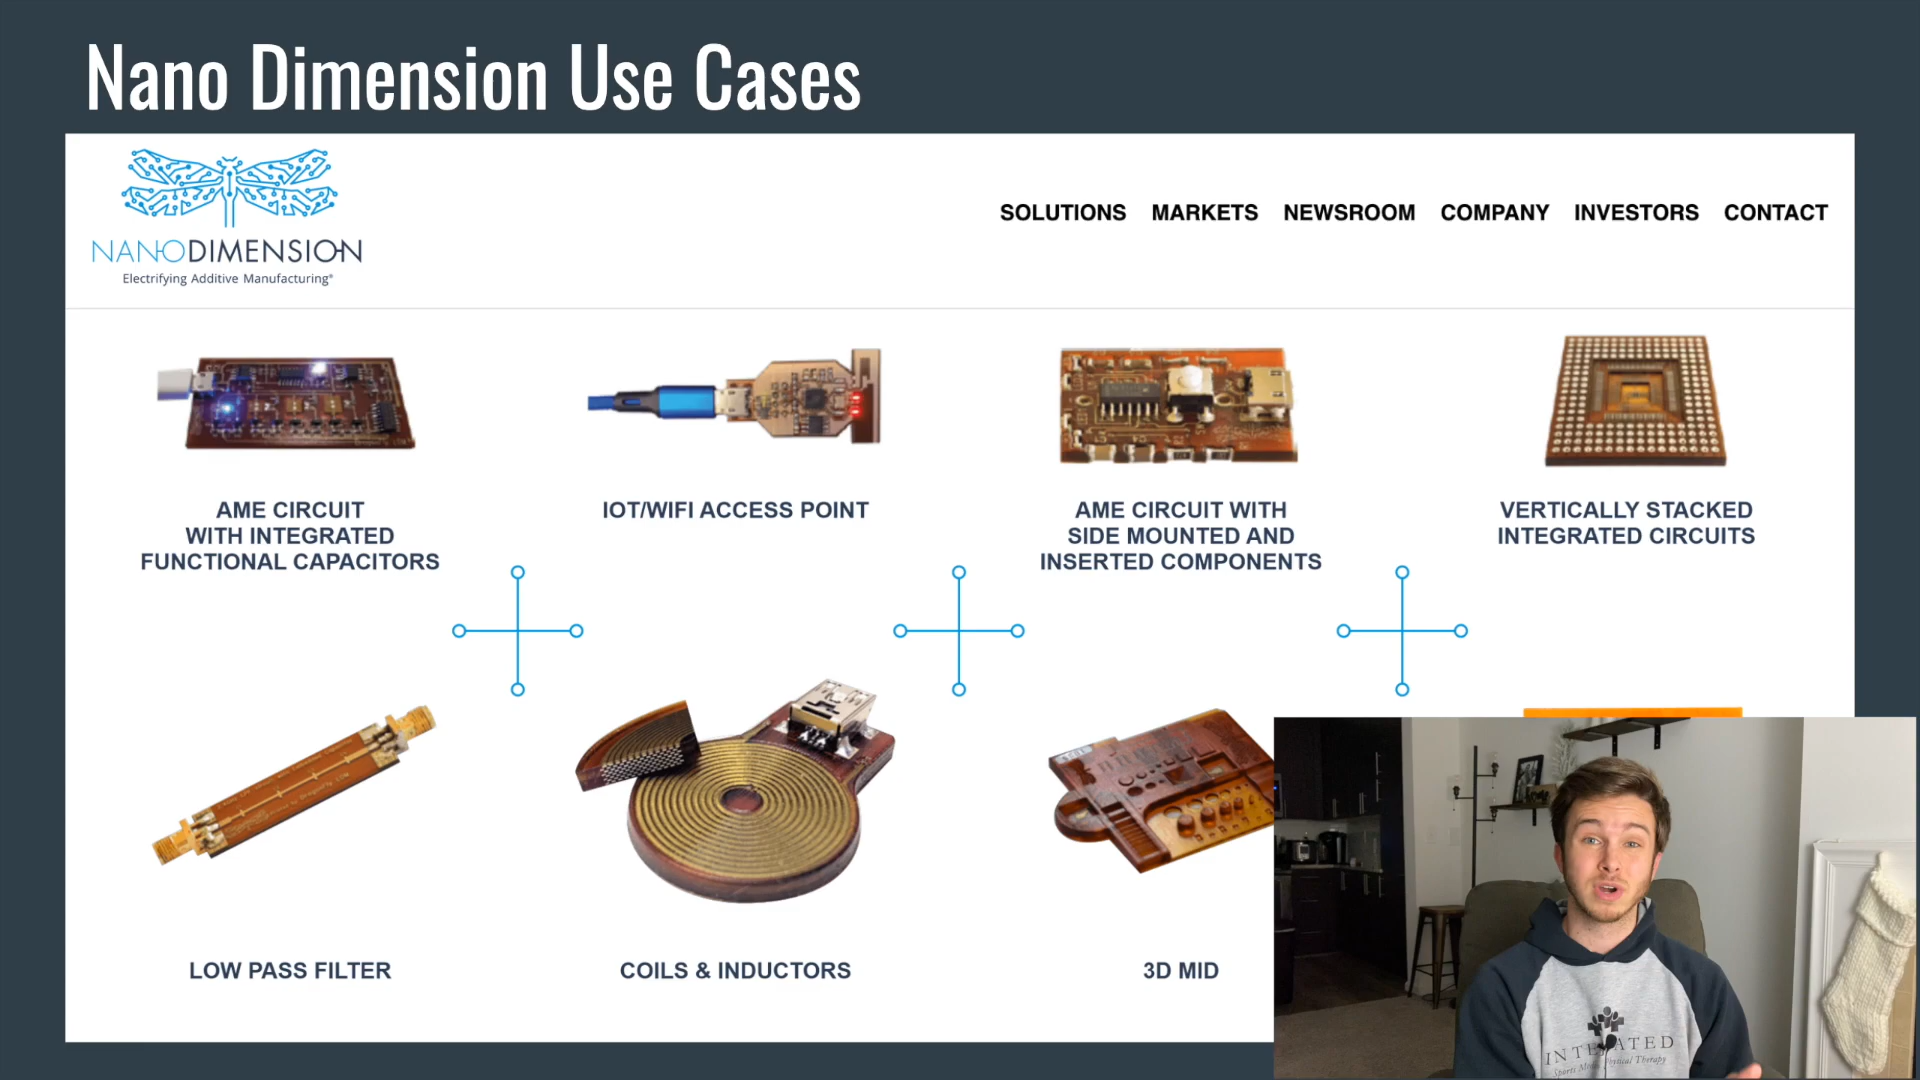 Nano Dimension Use Cases
NANODIMENSION
Electrifying Additive Manufacturing®
SOLUTIONS MARKETS NEWSROOM COMPANY INVESTORS CONTACT
AME CIRCUIT
WITH INTEGRATED
FUNCTIONAL CAPACITORS
IOT/WIFI ACCESS POINT
AME CIRCUIT WITH
SIDE MOUNTED AND
INSERTED COMPONENTS
VERTICALLY STACKED
INTEGRATED CIRCUITS
LOW PASS FILTER
COILS & INDUCTORS
3D MID
Physical Therapy